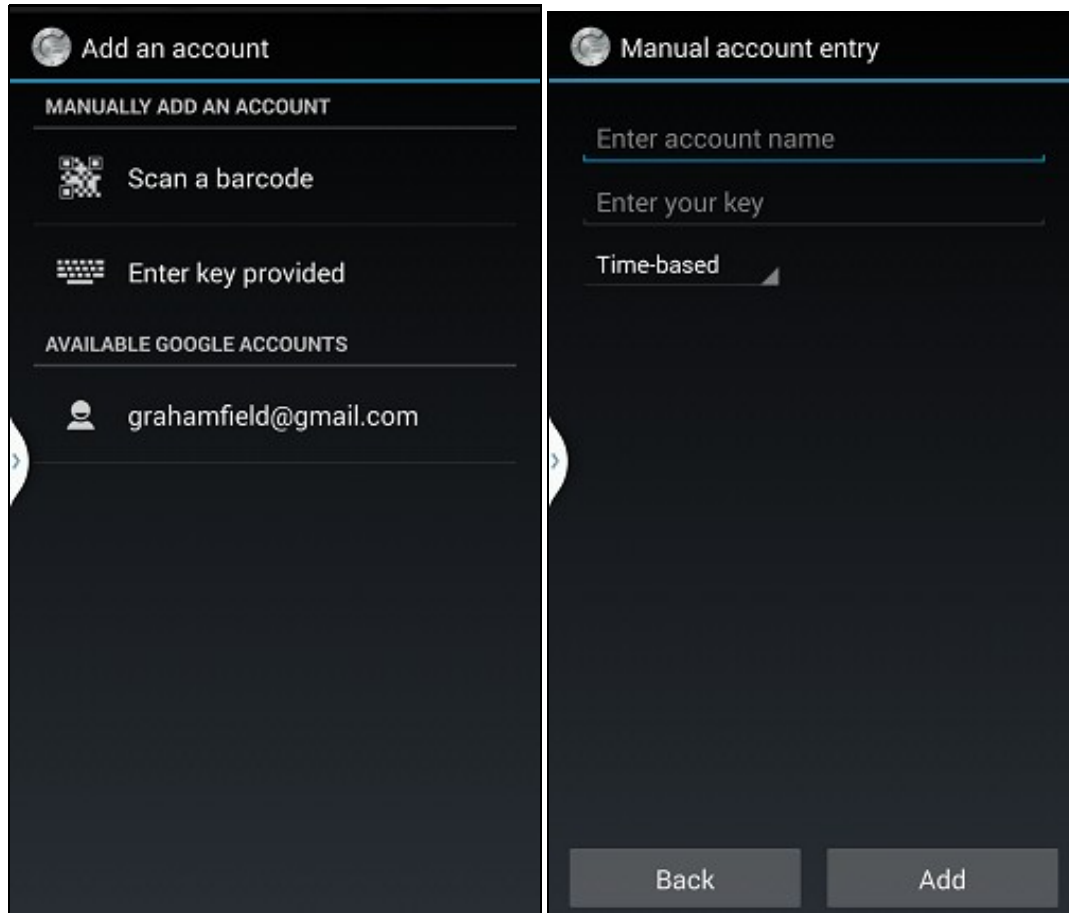 Add an account
MANUALLY ADD AN ACCOUNT
Scan a barcode
Enter key provided
AVAILABLE GOOGLE ACCOUNTS
grahamfield@gmail.com
Manual account entry
Enter account name
Enter your key
Time-based
Back
Add